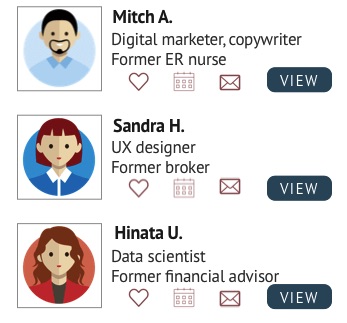 Mitch A.
Digital marketer, copywriter
Former ER nurse
VIEW
Sandra H.
UX designer
Former broker
VIEW
Hinata U.
Data scientist
Former financial advisor
VIEW